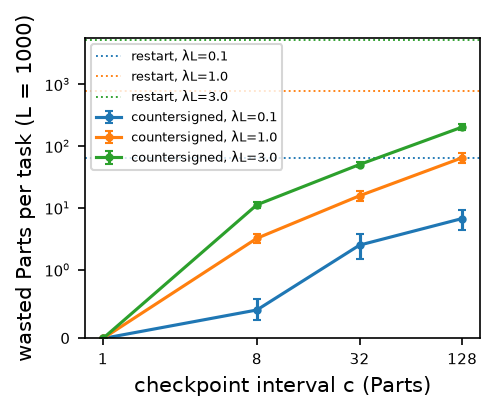 wasted Parts per task (L = 1000)
10³
10²
10¹
10⁰
0
restart, λL=0.1
restart, λL=1.0
restart, λL=3.0
countersigned, λL=0.1
countersigned, λL=1.0
countersigned, λL=3.0
1 8 32 128
checkpoint interval c (Parts)